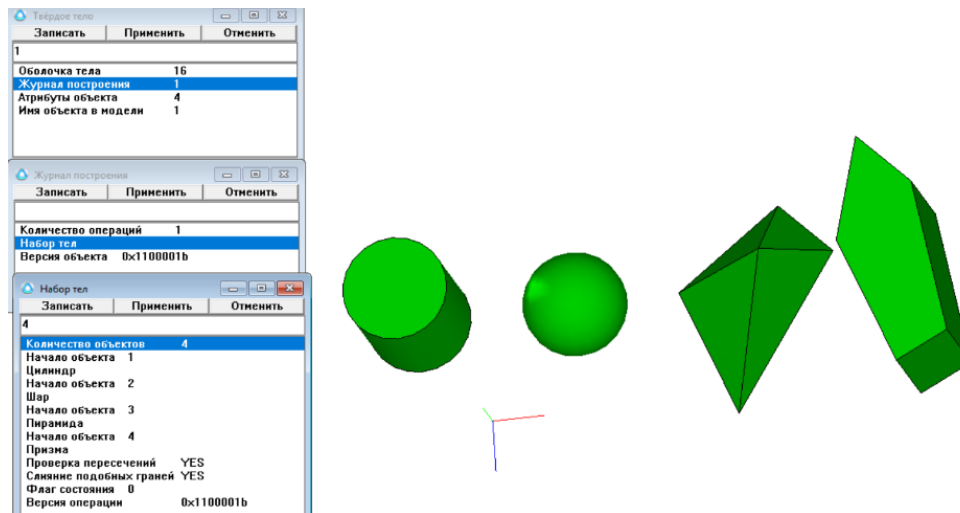 Твёрдое тело
Записать Применить Отменить
1
Оболочка тела 16
Журнал построения 1
Атрибуты объекта 4
Имя объекта в модели 1
Журнал построения
Записать Применить Отменить
Количество операций 1
Набор тел
Версия объекта 0x1100001b
Набор тел
Записать Применить Отменить
4
Количество объектов 4
Начало объекта 1
Цилиндр
Начало объекта 2
Шар
Начало объекта 3
Пирамида
Начало объекта 4
Призма
Проверка пересечений YES
Слияние подобных граней YES
Флаг состояния 0
Версия операции 0x1100001b